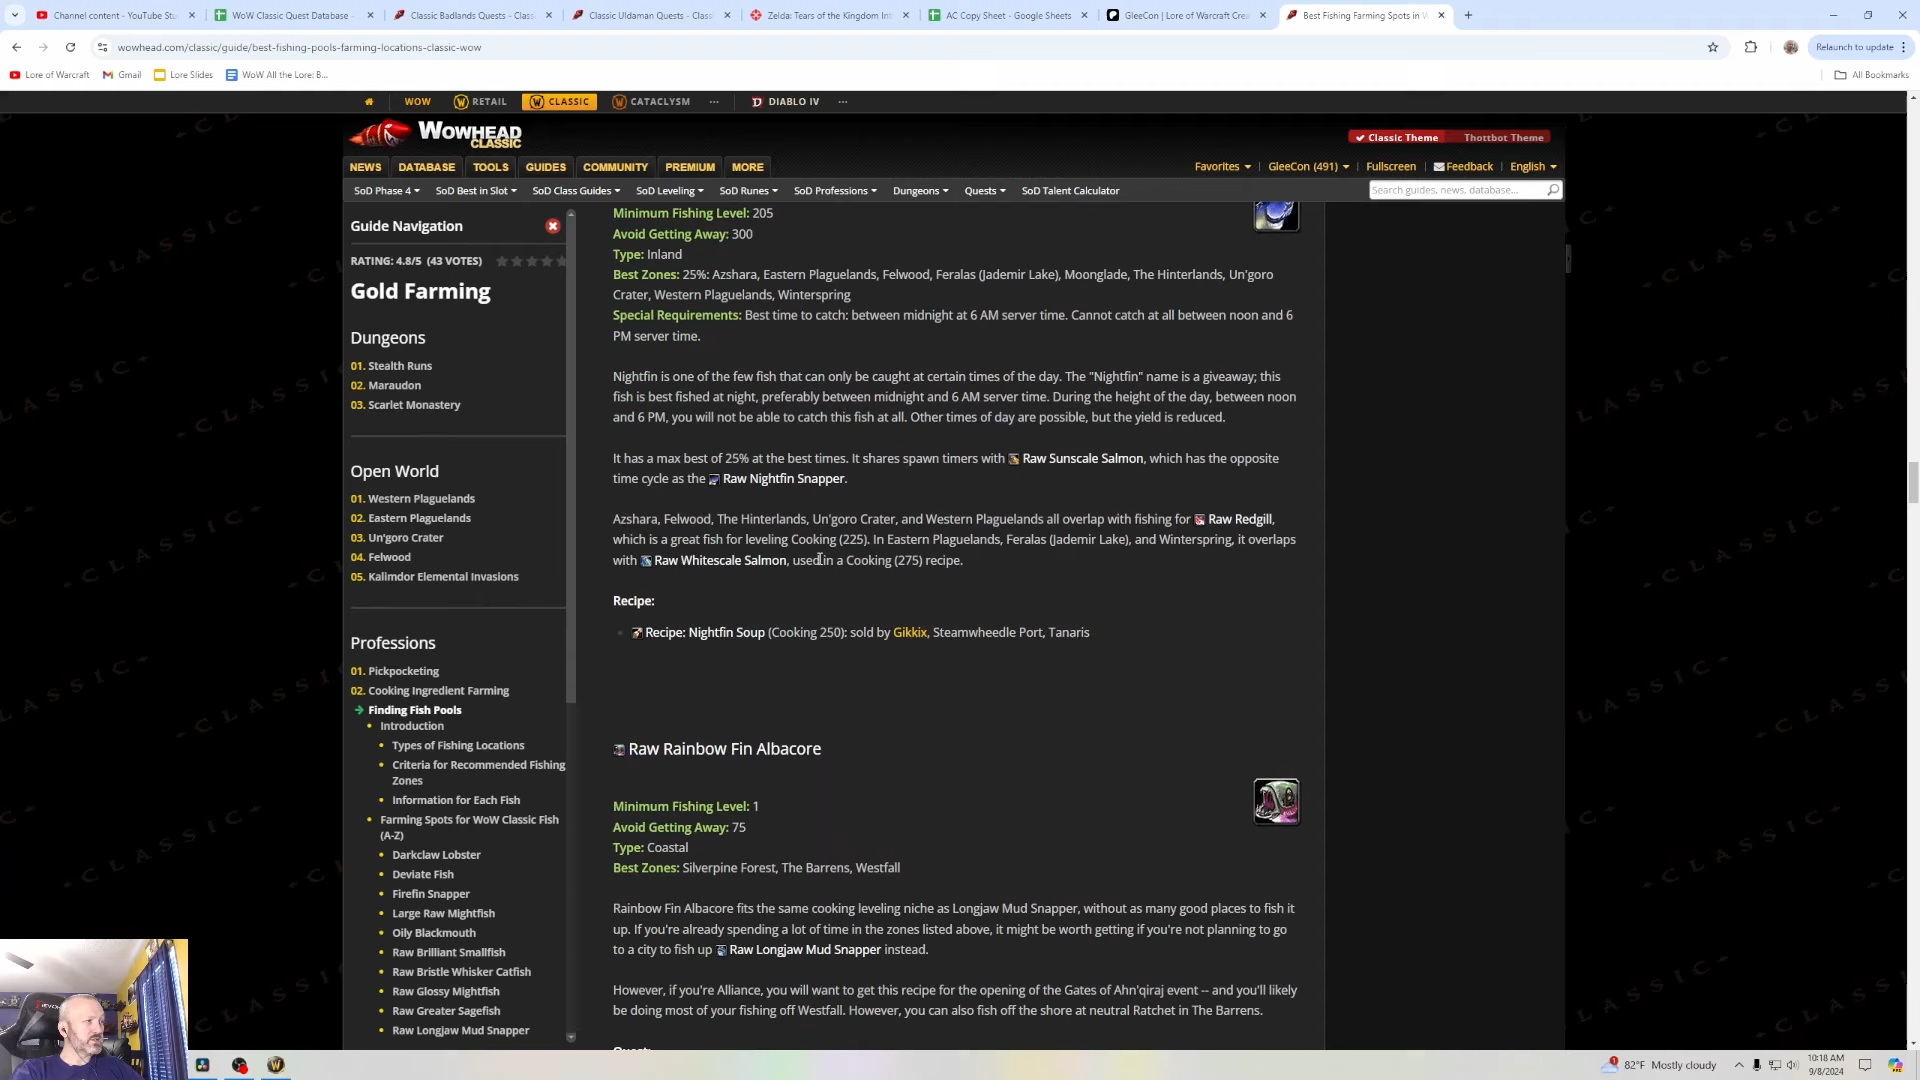 Channel content - YouTube Stu
WoW Classic Quest Database -
Classic Badlands Quests - Class
Classic Uldaman Quests - Class
Zelda: Tears of the Kingdom Int
AC Copy Sheet - Google Sheets
GleeCon | Lore of Warcraft Crea
Best Fishing Farming Spots in W
wowhead.com/classic/guide/best-fishing-pools-farming-locations-classic-wow
Relaunch to update
Lore of Warcraft
Gmail
Lore Slides
WoW All the Lore: B...
All Bookmarks
WOW
RETAIL
CLASSIC
CATACLYSM
DIABLO IV
WOWHEAD
CLASSIC
Classic Theme
Thottbot Theme
NEWS DATABASE TOOLS GUIDES COMMUNITY PREMIUM MORE
Favorites GleeCon (491) Fullscreen Feedback English
SoD Phase 4 SoD Best in Slot SoD Class Guides SoD Leveling SoD Runes SoD Professions Dungeons Quests SoD Talent Calculator
Search guides, news, database...
Guide Navigation
RATING: 4.8/5 (43 VOTES)
Gold Farming
Dungeons
01. Stealth Runs
02. Maraudon
03. Scarlet Monastery
Open World
01. Western Plaguelands
02. Eastern Plaguelands
03. Un'goro Crater
04. Felwood
05. Kalimdor Elemental Invasions
Professions
01. Pickpocketing
02. Cooking Ingredient Farming
Finding Fish Pools
Introduction
Types of Fishing Locations
Criteria for Recommended Fishing
Zones
Information for Each Fish
Farming Spots for WoW Classic Fish
(A-Z)
Darkclaw Lobster
Deviate Fish
Firefin Snapper
Large Raw Mightfish
Oily Blackmouth
Raw Brilliant Smallfish
Raw Bristle Whisker Catfish
Raw Glossy Mightfish
Raw Greater Sagefish
Raw Longjaw Mud Snapper
Minimum Fishing Level: 205
Avoid Getting Away: 300
Type: Inland
Best Zones: 25%: Azshara, Eastern Plaguelands, Felwood, Feralas (Jademir Lake), Moonglade, The Hinterlands, Un'goro
Crater, Western Plaguelands, Winterspring
Special Requirements: Best time to catch: between midnight at 6 AM server time. Cannot catch at all between noon and 6
PM server time.
Nightfin is one of the few fish that can only be caught at certain times of the day. The "Nightfin" name is a giveaway; this
fish is best fished at night, preferably between midnight and 6 AM server time. During the height of the day, between noon
and 6 PM, you will not be able to catch this fish at all. Other times of day are possible, but the yield is reduced.
It has a max best of 25% at the best times. It shares spawn timers with Raw Sunscale Salmon, which has the opposite
time cycle as the Raw Nightfin Snapper.
Azshara, Felwood, The Hinterlands, Un'goro Crater, and Western Plaguelands all overlap with fishing for Raw Redgill,
which is a great fish for leveling Cooking (225). In Eastern Plaguelands, Feralas (Jademir Lake), and Winterspring, it overlaps
with Raw Whitescale Salmon, used in a Cooking (275) recipe.
Recipe:
Recipe: Nightfin Soup (Cooking 250): sold by Gikkix, Steamwheedle Port, Tanaris
Raw Rainbow Fin Albacore
Minimum Fishing Level: 1
Avoid Getting Away: 75
Type: Coastal
Best Zones: Silverpine Forest, The Barrens, Westfall
Rainbow Fin Albacore fits the same cooking leveling niche as Longjaw Mud Snapper, without as many good places to fish it
up. If you're already spending a lot of time in the zones listed above, it might be worth getting if you're not planning to go
to a city to fish up Raw Longjaw Mud Snapper instead.
However, if you're Alliance, you will want to get this recipe for the opening of the Gates of Ahn'qiraj event -- and you'll likely
be doing most of your fishing off Westfall. However, you can also fish off the shore at neutral Ratchet in The Barrens.
82°F Mostly cloudy
10:18 AM
9/8/2024